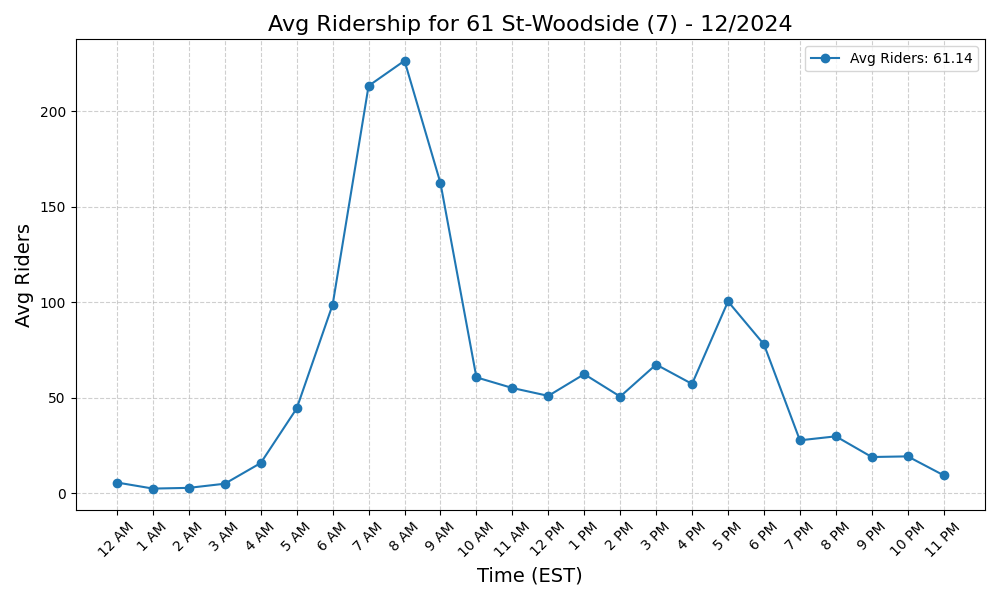 Avg Ridership for 61 St-Woodside (7) - 12/2024
Avg Riders: 61.14
Avg Riders
200
150
100
50
0
12 AM
1 AM
2 AM
3 AM
4 AM
5 AM
6 AM
7 AM
8 AM
9 AM
10 AM
11 AM
12 PM
1 PM
2 PM
3 PM
4 PM
5 PM
6 PM
7 PM
8 PM
9 PM
10 PM
11 PM
Time (EST)